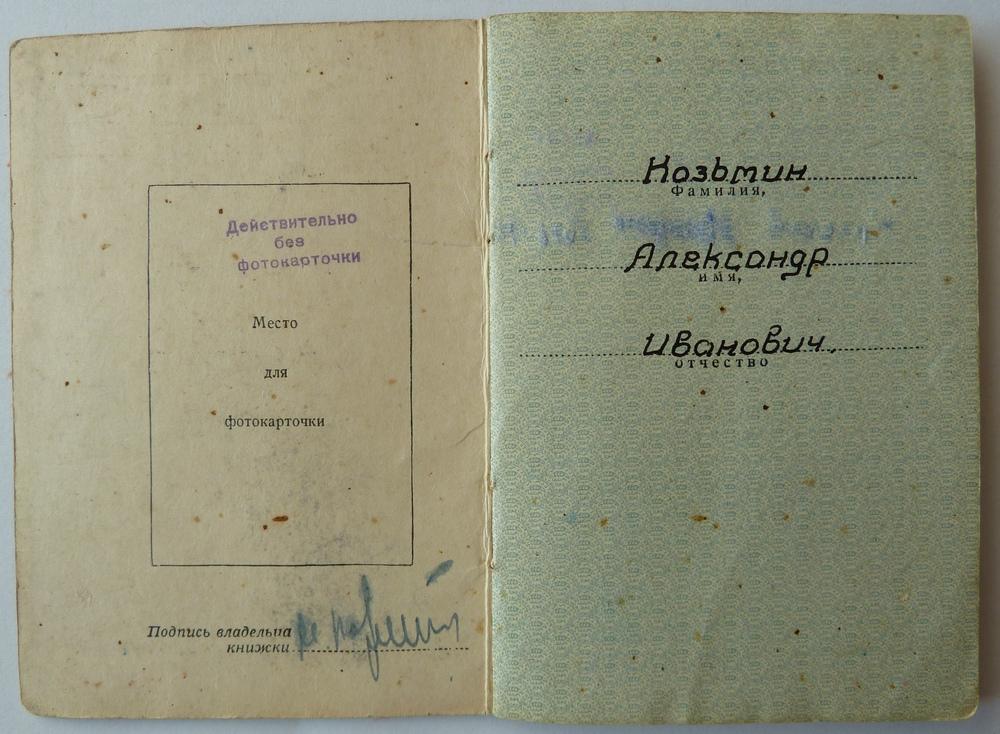 Действительно
без
фотокарточки
Место
для
фотокарточки
Подпись владельца
книжки
Козьмин
Фамилия,
Александр
имя,
Иванович.
отчество